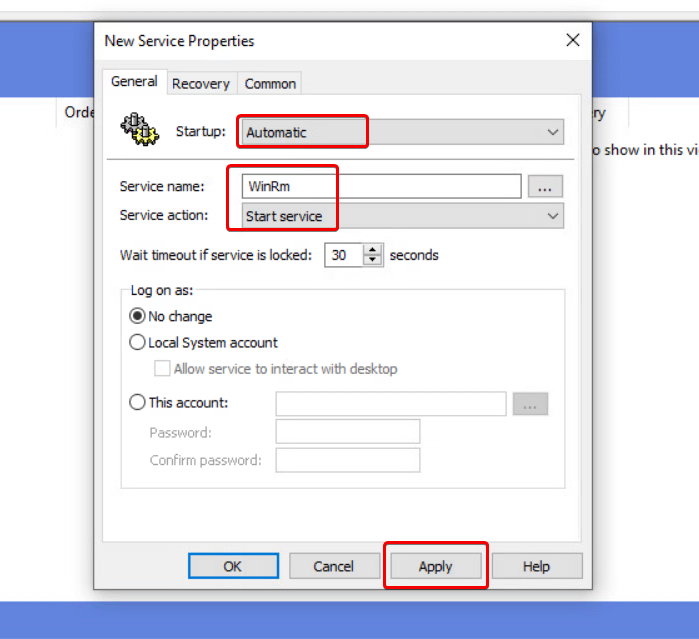 New Service Properties
General Recovery Common
Orde
ry
Startup: Automatic
o show in this vi
Service name: WinRm ...
Service action: Start service
Wait timeout if service is locked: 30 seconds
Log on as:
No change
Local System account
Allow service to interact with desktop
This account: ...
Password:
Confirm password:
OK Cancel Apply Help